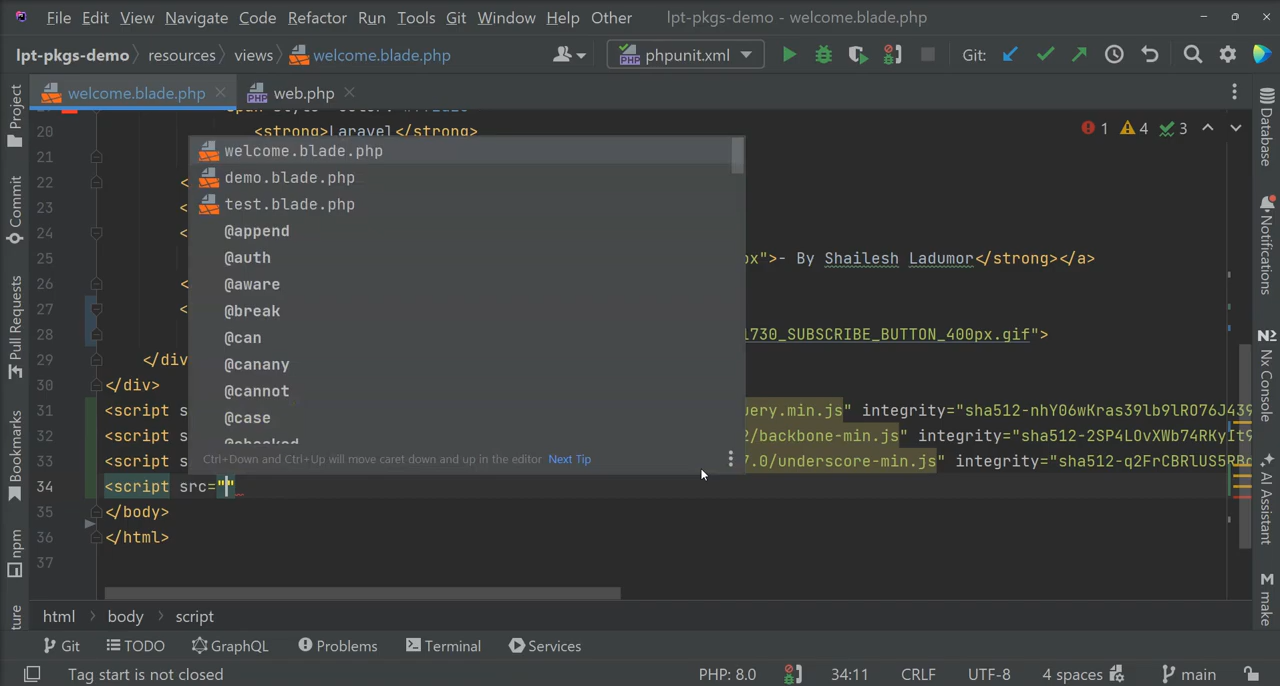 File Edit View Navigate Code Refactor Run Tools Git Window Help Other lpt-pkgs-demo - welcome.blade.php
lpt-pkgs-demo resources views welcome.blade.php phpunit.xml Git:
welcome.blade.php web.php
1 4 3
20 <strong>Laravel</strong>
21
22 <
23 <
24 <
25 px">- By Shailesh Ladumor</strong></a>
26 <
27 <
28 1730_SUBSCRIBE_BUTTON_400px.gif">
29 </div
30 </div>
31 <script s uery.min.js" integrity="sha512-nhY06wKras39lb9lRO76J439
32 <script s 2/backbone-min.js" integrity="sha512-2SP4LOvXWb74RKyIt9
33 <script s 7.0/underscore-min.js" integrity="sha512-q2FrCBRlUS5RBc
34 <script src=""
35 </body>
36 </html>
37
welcome.blade.php
demo.blade.php
test.blade.php
@append
@auth
@aware
@break
@can
@canany
@cannot
@case
@checked
Ctrl+Down and Ctrl+Up will move caret down and up in the editor Next Tip
Project
Commit
Pull Requests
Bookmarks
npm
ture
Database
Notifications
Nx Console
AI Assistant
M make
html body script
Git TODO GraphQL Problems Terminal Services
Tag start is not closed PHP: 8.0 34:11 CRLF UTF-8 4 spaces main